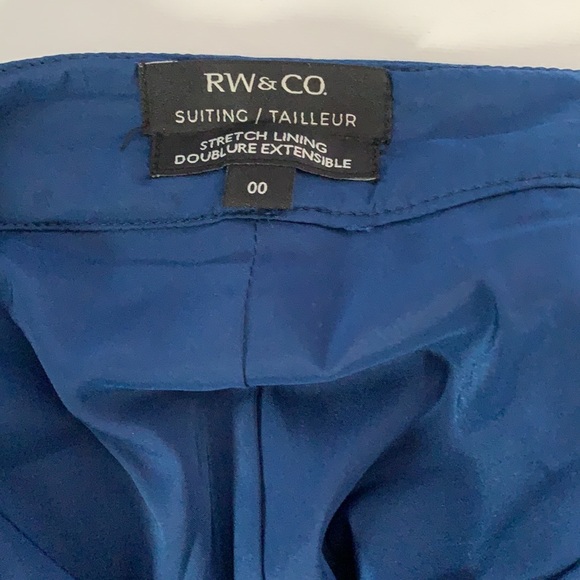 RW&CO.
SUITING / TAILLEUR
STRETCH LINING
DOUBLURE EXTENSIBLE
00